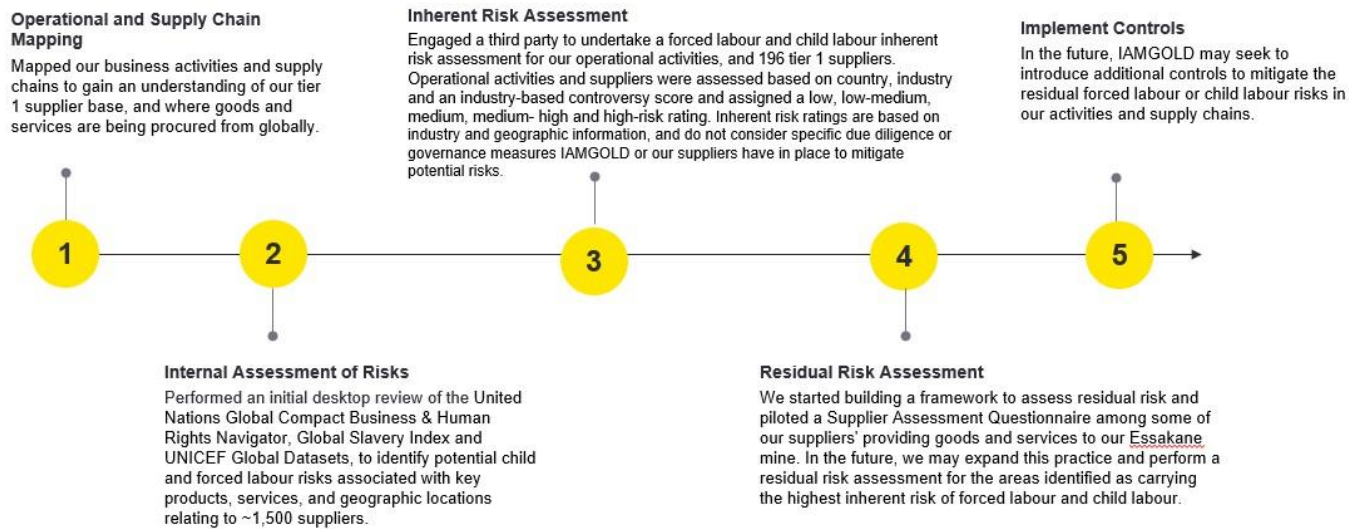 Operational and Supply Chain
Mapping
Mapped our business activities and supply
chains to gain an understanding of our tier
1 supplier base, and where goods and
services are being procured from globally.
Inherent Risk Assessment
Engaged a third party to undertake a forced labour and child labour inherent
risk assessment for our operational activities, and 196 tier 1 suppliers.
Operational activities and suppliers were assessed based on country, industry
and an industry-based controversy score and assigned a low, low-medium,
medium, medium- high and high-risk rating. Inherent risk ratings are based on
industry and geographic information, and do not consider specific due diligence or
governance measures IAMGOLD or our suppliers have in place to mitigate
potential risks.
Implement Controls
In the future, IAMGOLD may seek to
introduce additional controls to mitigate the
residual forced labour or child labour risks in
our activities and supply chains.
1
2
3
4
5
Internal Assessment of Risks
Performed an initial desktop review of the United
Nations Global Compact Business & Human
Rights Navigator, Global Slavery Index and
UNICEF Global Datasets, to identify potential child
and forced labour risks associated with key
products, services, and geographic locations
relating to ~1,500 suppliers.
Residual Risk Assessment
We started building a framework to assess residual risk and
piloted a Supplier Assessment Questionnaire among some of
our suppliers' providing goods and services to our Essakane
mine. In the future, we may expand this practice and perform a
residual risk assessment for the areas identified as carrying
the highest inherent risk of forced labour and child labour.